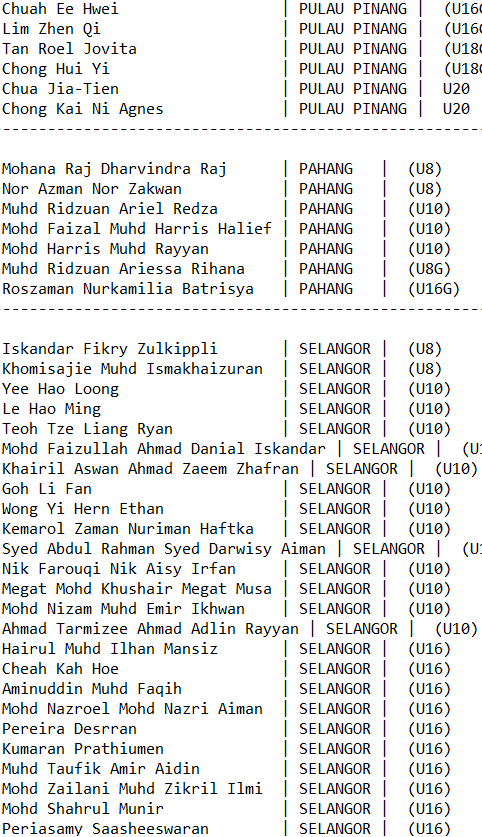 Chuah Ee Hwei | PULAU PINANG | (U16G
Lim Zhen Qi | PULAU PINANG | (U16G
Tan Roel Jovita | PULAU PINANG | (U18G
Chong Hui Yi | PULAU PINANG | (U18G
Chua Jia-Tien | PULAU PINANG | U20
Chong Kai Ni Agnes | PULAU PINANG | U20
-----------------------------------------------------
Mohana Raj Dharvindra Raj | PAHANG | (U8)
Nor Azman Nor Zakwan | PAHANG | (U8)
Muhd Ridzuan Ariel Redza | PAHANG | (U10)
Mohd Faizal Muhd Harris Halief | PAHANG | (U10)
Mohd Harris Muhd Rayyan | PAHANG | (U10)
Muhd Ridzuan Ariessa Rihana | PAHANG | (U8G)
Roszaman Nurkamilia Batrisya | PAHANG | (U16G)
-----------------------------------------------------
Iskandar Fikry Zulkippli | SELANGOR | (U8)
Khomisajie Muhd Ismakhaizuran | SELANGOR | (U8)
Yee Hao Loong | SELANGOR | (U10)
Le Hao Ming | SELANGOR | (U10)
Teoh Tze Liang Ryan | SELANGOR | (U10)
Mohd Faizullah Ahmad Danial Iskandar | SELANGOR | (U1
Khairil Aswan Ahmad Zaeem Zhafran | SELANGOR | (U10)
Goh Li Fan | SELANGOR | (U10)
Wong Yi Hern Ethan | SELANGOR | (U10)
Kemarol Zaman Nuriman Haftka | SELANGOR | (U10)
Syed Abdul Rahman Syed Darwisy Aiman | SELANGOR | (U1
Nik Farouqi Nik Aisy Irfan | SELANGOR | (U10)
Megat Mohd Khushair Megat Musa | SELANGOR | (U10)
Mohd Nizam Muhd Emir Ikhwan | SELANGOR | (U10)
Ahmad Tarmizee Ahmad Adlin Rayyan | SELANGOR | (U10)
Hairul Muhd Ilhan Mansiz | SELANGOR | (U16)
Cheah Kah Hoe | SELANGOR | (U16)
Aminuddin Muhd Faqih | SELANGOR | (U16)
Mohd Nazroel Mohd Nazri Aiman | SELANGOR | (U16)
Pereira Desrran | SELANGOR | (U16)
Kumaran Prathiumen | SELANGOR | (U16)
Muhd Taufik Amir Aidin | SELANGOR | (U16)
Mohd Zailani Muhd Zikril Ilmi | SELANGOR | (U16)
Mohd Shahrul Munir | SELANGOR | (U16)
Periasamy Saasheeswaran | SELANGOR | (U16)